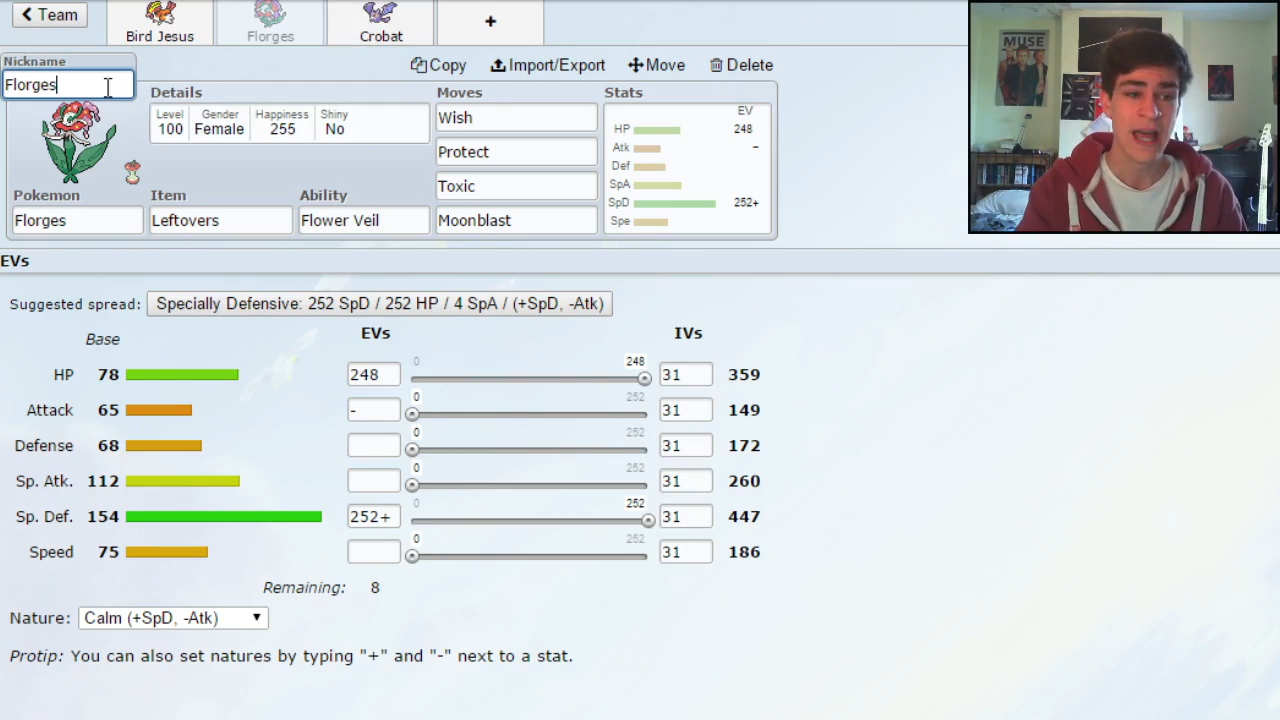 Team
Bird Jesus
Florges
Crobat
+
Nickname
Florges
Copy
Import/Export
Move
Delete
Details
Level
100
Gender
Female
Happiness
255
Shiny
No
Pokemon
Florges
Item
Leftovers
Ability
Flower Veil
Moves
Wish
Protect
Toxic
Moonblast
Stats
EV
HP 248
Atk -
Def
SpA
SpD 252+
Spe
EVs
Suggested spread: Specially Defensive: 252 SpD / 252 HP / 4 SpA / (+SpD, -Atk)
Base EVs IVs
HP 78 248 0 248 31 359
Attack 65 - 0 252 31 149
Defense 68 0 252 31 172
Sp. Atk. 112 0 252 31 260
Sp. Def. 154 252+ 0 252 31 447
Speed 75 0 252 31 186
Remaining: 8
Nature: Calm (+SpD, -Atk)
Protip: You can also set natures by typing "+" and "-" next to a stat.
MUSE